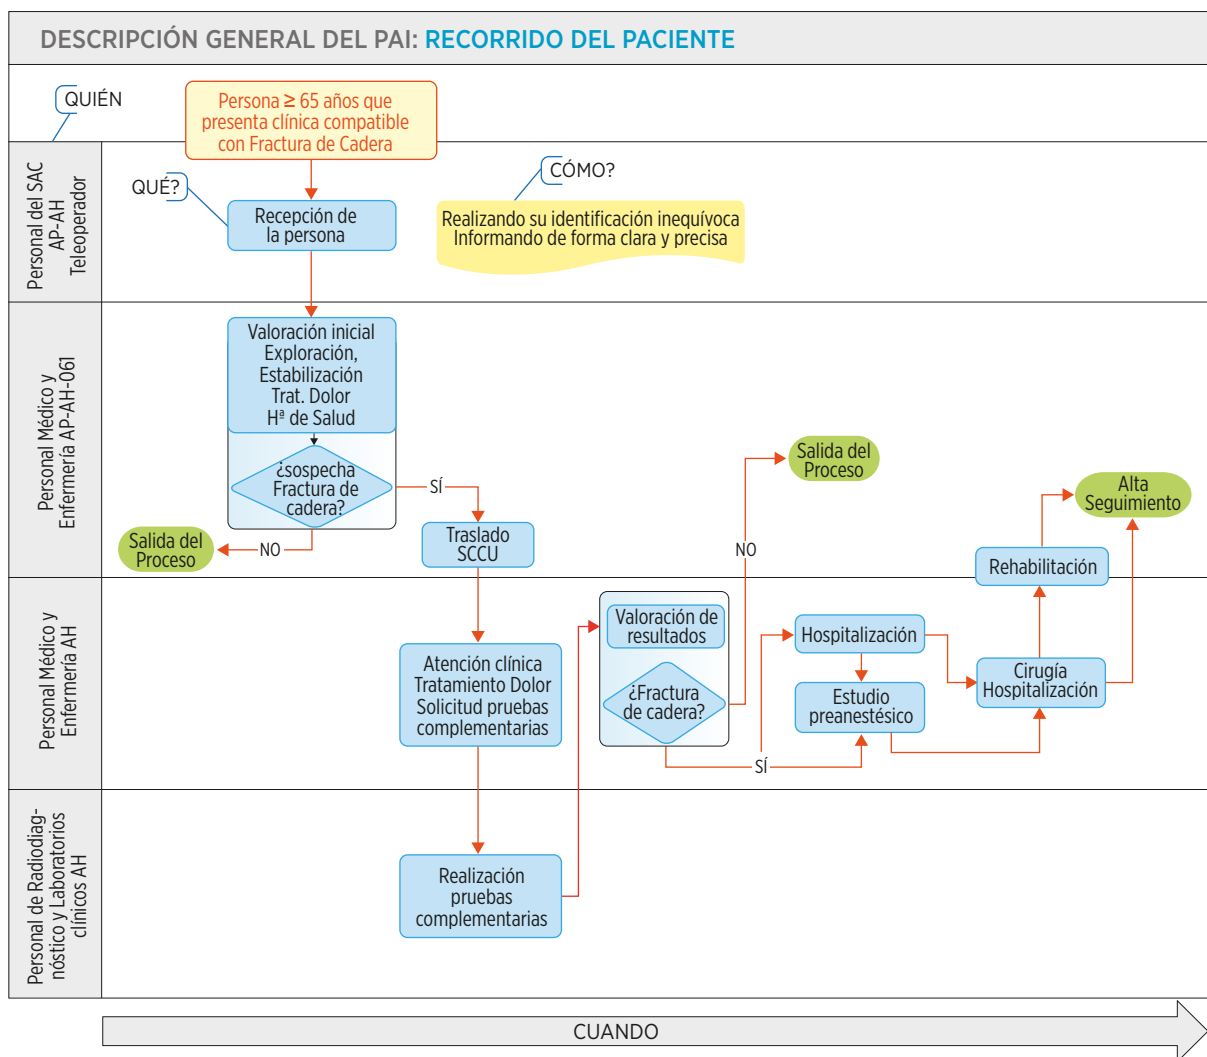 DESCRIPCIÓN GENERAL DEL PAI: RECORRIDO DEL PACIENTE
QUIÉN
Persona ≥ 65 años que
presenta clínica compatible
con Fractura de Cadera
Personal del SAC
AP-AH
Teleoperador
QUÉ?
Recepción de
la persona
CÓMO?
Realizando su identificación inequívoca
Informando de forma clara y precisa
Personal Médico y
Enfermería AP-AH-061
Valoración inicial
Exploración,
Estabilización
Trat. Dolor
Hª de Salud
¿sospecha
Fractura de
cadera?
SÍ
NO
Salida del
Proceso
Traslado
SCCU
Salida del
Proceso
NO
Alta
Seguimiento
Rehabilitación
Personal Médico y
Enfermería AH
Atención clínica
Tratamiento Dolor
Solicitud pruebas
complementarias
Valoración de
resultados
¿Fractura
de cadera?
SÍ
Hospitalización
Estudio
preanestésico
Cirugía
Hospitalización
Personal de Radiodiag-
nóstico y Laboratorios
clínicos AH
Realización
pruebas
complementarias
CUANDO